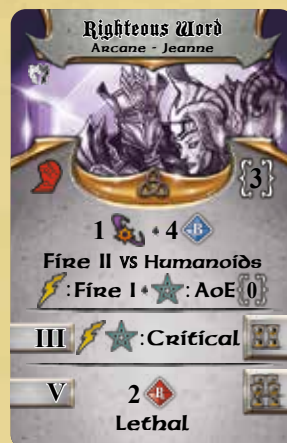 Righteous Word
Arcane - Jeanne
3
1 • 4 B
Fire II VS Humanoids
:Fire I • :AoE 0
III :Critical
V 2 R
Lethal